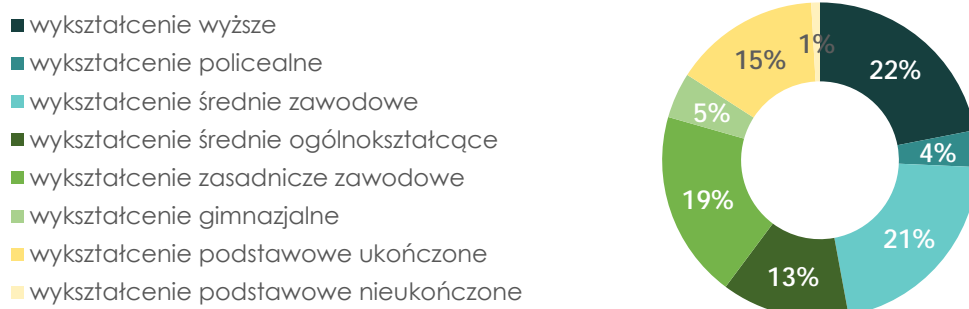 wykształcenie wyższe
wykształcenie policealne
wykształcenie średnie zawodowe
wykształcenie średnie ogólnokształcące
wykształcenie zasadnicze zawodowe
wykształcenie gimnazjalne
wykształcenie podstawowe ukończone
wykształcenie podstawowe nieukończone
22%
4%
21%
13%
19%
5%
15%
1%